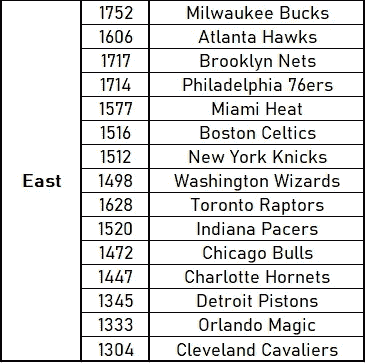 1752 Milwaukee Bucks
1606 Atlanta Hawks
1717 Brooklyn Nets
1714 Philadelphia 76ers
1577 Miami Heat
1516 Boston Celtics
1512 New York Knicks
East 1498 Washington Wizards
1628 Toronto Raptors
1520 Indiana Pacers
1472 Chicago Bulls
1447 Charlotte Hornets
1345 Detroit Pistons
1333 Orlando Magic
1304 Cleveland Cavaliers